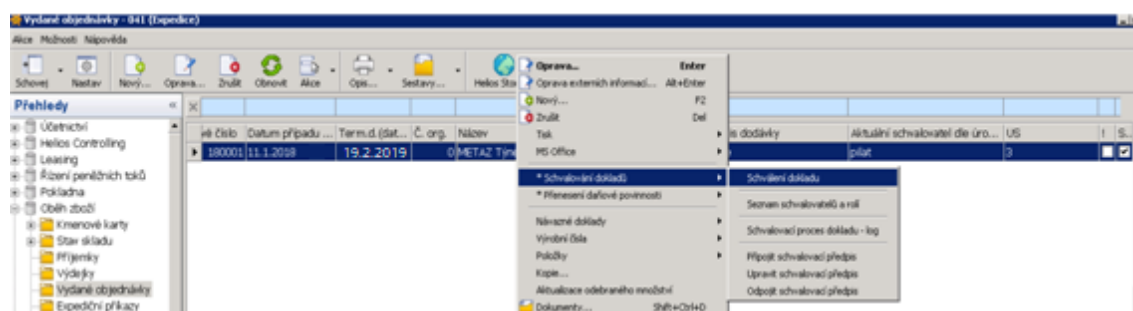 Vydané objednávky - 041 (Expedice)
Akce Možnosti Nápověda
Schovej Nastav Nový... Oprava... Zrušit Obnovit Akce Opis... Sestavy... Helios Sto
Přehledy «
Účetnictví
Helios Controlling
Leasing
Řízení peněžních toků
Pokladna
Oběh zboží
Kmenové karty
Stav skladu
Příjemky
Výdejky
Vydané objednávky
Expediční příkazy
vé číslo Datum případu ... Term.d.(dat... Č. org. Název
is dodávky Aktuální schvalovatel dle úro... US ! S..
180001 11.1.2018 19.2.2019 0 METAZ Týne
pilat 3
Oprava... Enter
Oprava externích informací... Alt+Enter
Nový... F2
Zrušit Del
Tisk
MS Office
* Schvalování dokladů
* Přenesení daňové povinnosti
Návazné doklady
Výrobní čísla
Položky
Kopie...
Aktualizace odebraného množství
Dokumenty... Shift+Ctrl+D
Schválení dokladu
Seznam schvalovatelů a rolí
Schvalovací proces dokladu - log
Připojit schvalovací předpis
Upravit schvalovací předpis
Odpojit schvalovací předpis